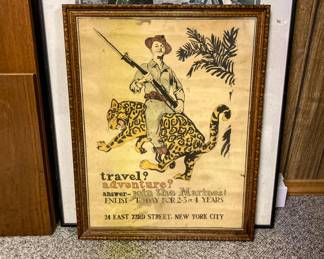 travel?
adventure?
answer—join the Marines!
ENLIST TODAY FOR 2-3 or 4 YEARS
24 EAST 23RD STREET, NEW YORK CITY